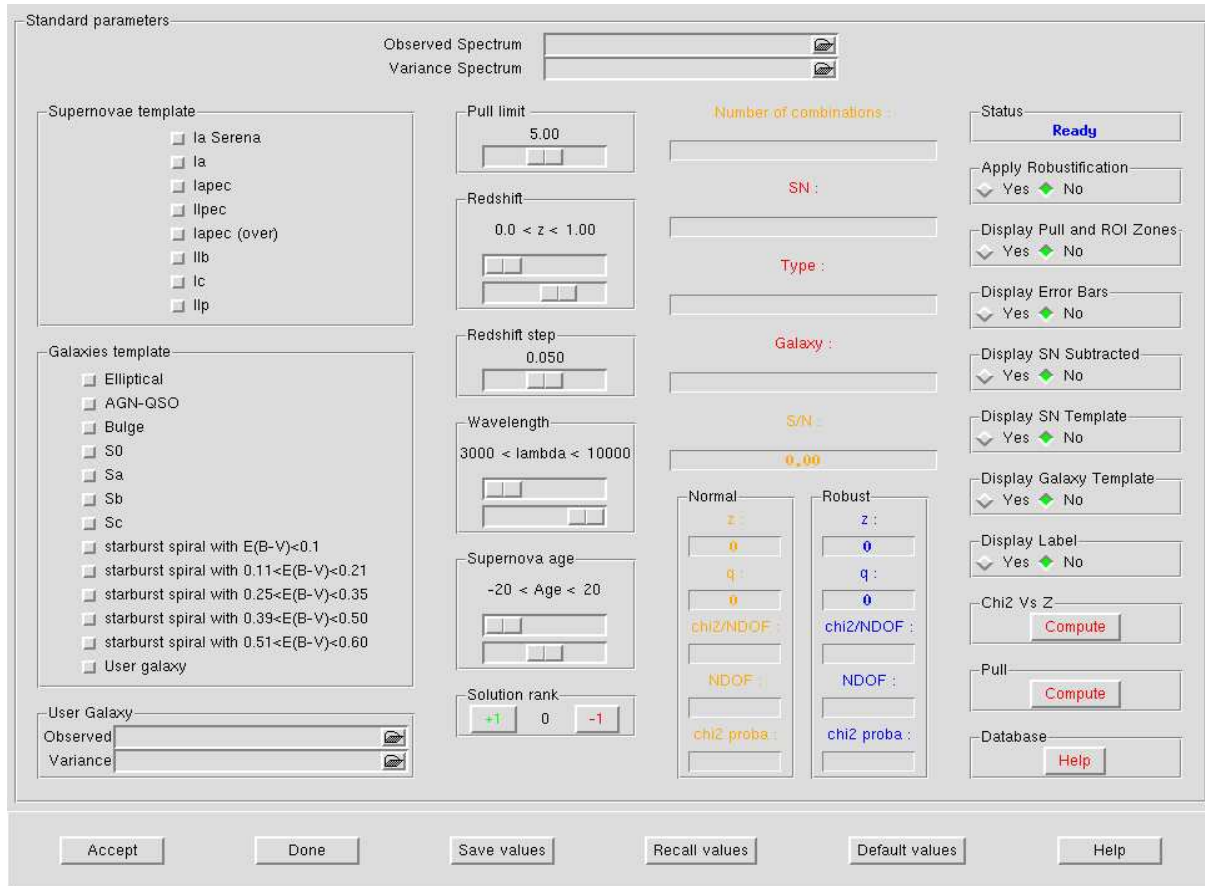 Standard parameters
Observed Spectrum
Variance Spectrum
Supernovae template
Ia Serena
Ia
Iapec
IIpec
Iapec (over)
IIb
Ic
IIp
Galaxies template
Elliptical
AGN-QSO
Bulge
S0
Sa
Sb
Sc
starburst spiral with E(B-V)<0.1
starburst spiral with 0.11<E(B-V)<0.21
starburst spiral with 0.25<E(B-V)<0.35
starburst spiral with 0.39<E(B-V)<0.50
starburst spiral with 0.51<E(B-V)<0.60
User galaxy
User Galaxy
Observed
Variance
Pull limit
5.00
Redshift
0.0 < z < 1.00
Redshift step
0.050
Wavelength
3000 < lambda < 10000
Supernova age
-20 < Age < 20
Solution rank
+1 0 -1
Number of combinations :
SN :
Type :
Galaxy :
S/N :
0.00
Normal
z :
0
q :
0
chi2/NDOF :
NDOF :
chi2 proba :
Robust
z :
0
q :
0
chi2/NDOF :
NDOF :
chi2 proba :
Status
Ready
Apply Robustification
Yes No
Display Pull and ROI Zones
Yes No
Display Error Bars
Yes No
Display SN Subtracted
Yes No
Display SN Template
Yes No
Display Galaxy Template
Yes No
Display Label
Yes No
Chi2 Vs Z
Compute
Pull
Compute
Database
Help
Accept Done Save values Recall values Default values Help